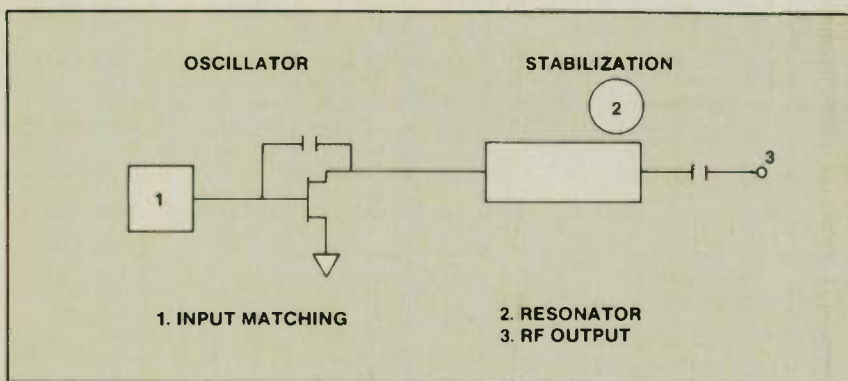 OSCILLATOR
STABILIZATION
2
3
1
1. INPUT MATCHING
2. RESONATOR
3. RF OUTPUT